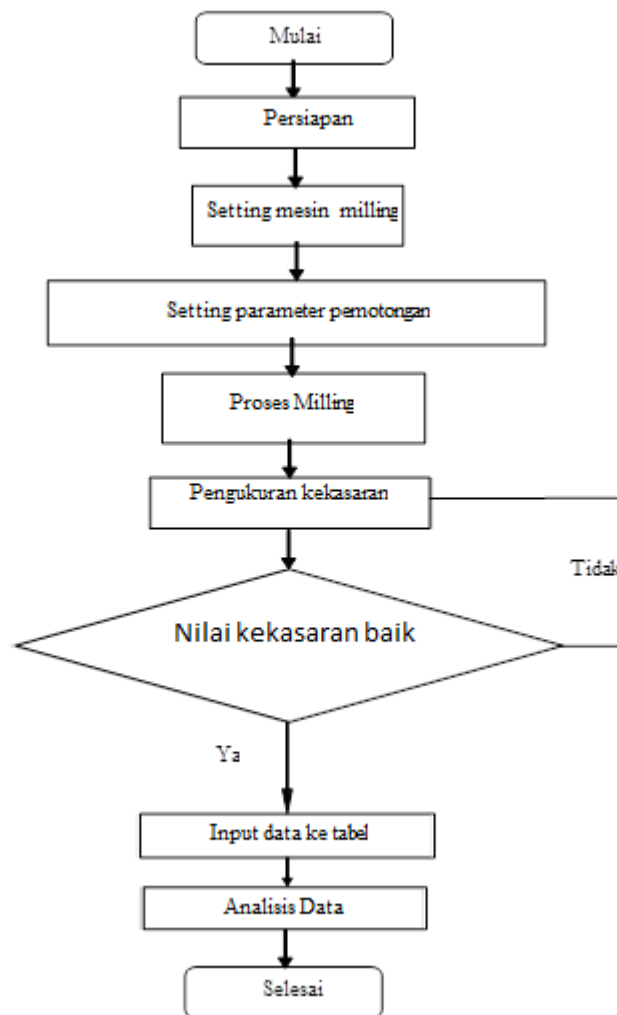 Mulai
Persiapan
Setting mesin milling
Setting parameter pemotongan
Proses Milling
Pengukuran kekasaran
Tidak
Nilai kekasaran baik
Ya
Input data ke tabel
Analisis Data
Selesai